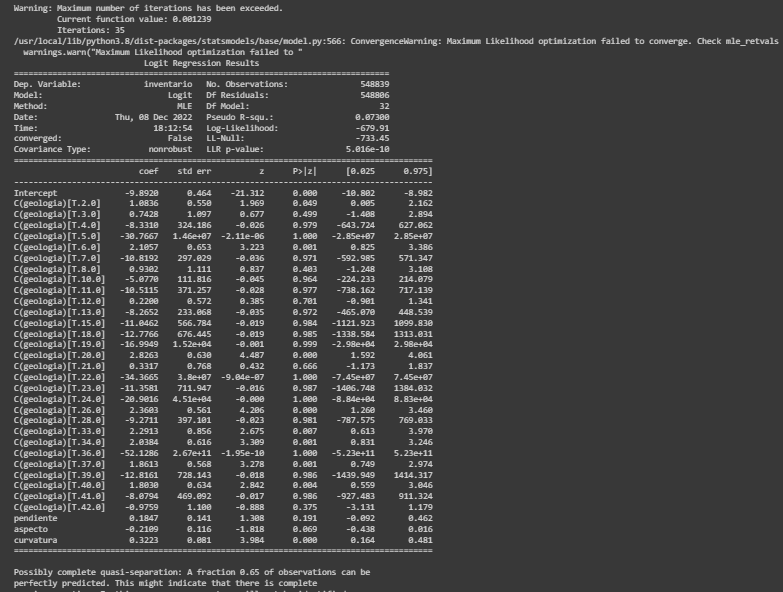 Warning: Maximum number of iterations has been exceeded.
Current function value: 0.001239
Iterations: 35
/usr/local/lib/python3.8/dist-packages/statsmodels/base/model.py:566: ConvergenceWarning: Maximum Likelihood optimization failed to converge. Check mle_retvals
warnings.warn("Maximum Likelihood optimization failed to "
Logit Regression Results
==============================================================================
Dep. Variable: inventario No. Observations: 548839
Model: Logit Df Residuals: 548806
Method: MLE Df Model: 32
Date: Thu, 08 Dec 2022 Pseudo R-squ.: 0.07300
Time: 18:12:54 Log-Likelihood: -679.91
converged: False LL-Null: -733.45
Covariance Type: nonrobust LLR p-value: 5.016e-10
==============================================================================
coef std err z P>|z| [0.025 0.975]
------------------------------------------------------------------------------
Intercept -9.8920 0.464 -21.312 0.000 -10.802 -8.982
C(geologia)[T.2.0] 1.0836 0.550 1.969 0.049 0.005 2.162
C(geologia)[T.3.0] 0.7428 1.097 0.677 0.499 -1.408 2.894
C(geologia)[T.4.0] -8.3310 324.186 -0.026 0.979 -643.724 627.062
C(geologia)[T.5.0] -30.7667 1.46e+07 -2.11e-06 1.000 -2.85e+07 2.85e+07
C(geologia)[T.6.0] 2.1057 0.653 3.223 0.001 0.825 3.386
C(geologia)[T.7.0] -10.8192 297.029 -0.036 0.971 -592.985 571.347
C(geologia)[T.8.0] 0.9302 1.111 0.837 0.403 -1.248 3.108
C(geologia)[T.10.0] -5.0770 111.816 -0.045 0.964 -224.233 214.079
C(geologia)[T.11.0] -10.5115 371.257 -0.028 0.977 -738.162 717.139
C(geologia)[T.12.0] 0.2200 0.572 0.385 0.701 -0.901 1.341
C(geologia)[T.13.0] -8.2652 233.068 -0.035 0.972 -465.070 448.539
C(geologia)[T.15.0] -11.0462 566.784 -0.019 0.984 -1121.923 1099.830
C(geologia)[T.18.0] -12.7766 676.445 -0.019 0.985 -1338.584 1313.031
C(geologia)[T.19.0] -16.9949 1.52e+04 -0.001 0.999 -2.98e+04 2.98e+04
C(geologia)[T.20.0] 2.8263 0.630 4.487 0.000 1.592 4.061
C(geologia)[T.21.0] 0.3317 0.768 0.432 0.666 -1.173 1.837
C(geologia)[T.22.0] -34.3665 3.8e+07 -9.04e-07 1.000 -7.45e+07 7.45e+07
C(geologia)[T.23.0] -11.3581 711.947 -0.016 0.987 -1406.748 1384.032
C(geologia)[T.24.0] -20.9016 4.51e+04 -0.000 1.000 -8.84e+04 8.83e+04
C(geologia)[T.26.0] 2.3603 0.561 4.206 0.000 1.260 3.460
C(geologia)[T.28.0] -9.2711 397.101 -0.023 0.981 -787.575 769.033
C(geologia)[T.33.0] 2.2913 0.856 2.675 0.007 0.613 3.970
C(geologia)[T.34.0] 2.0384 0.616 3.309 0.001 0.831 3.246
C(geologia)[T.36.0] -52.1286 2.67e+11 -1.95e-10 1.000 -5.23e+11 5.23e+11
C(geologia)[T.37.0] 1.8613 0.568 3.278 0.001 0.749 2.974
C(geologia)[T.39.0] -12.8161 728.143 -0.018 0.986 -1439.949 1414.317
C(geologia)[T.40.0] 1.8030 0.634 2.842 0.004 0.559 3.046
C(geologia)[T.41.0] -8.0794 469.092 -0.017 0.986 -927.483 911.324
C(geologia)[T.42.0] -0.9759 1.100 -0.888 0.375 -3.131 1.179
pendiente 0.1847 0.141 1.308 0.191 -0.092 0.462
aspecto -0.2109 0.116 -1.818 0.069 -0.438 0.016
curvatura 0.3223 0.081 3.984 0.000 0.164 0.481
==============================================================================
Possibly complete quasi-separation: A fraction 0.65 of observations can be
perfectly predicted. This might indicate that there is complete